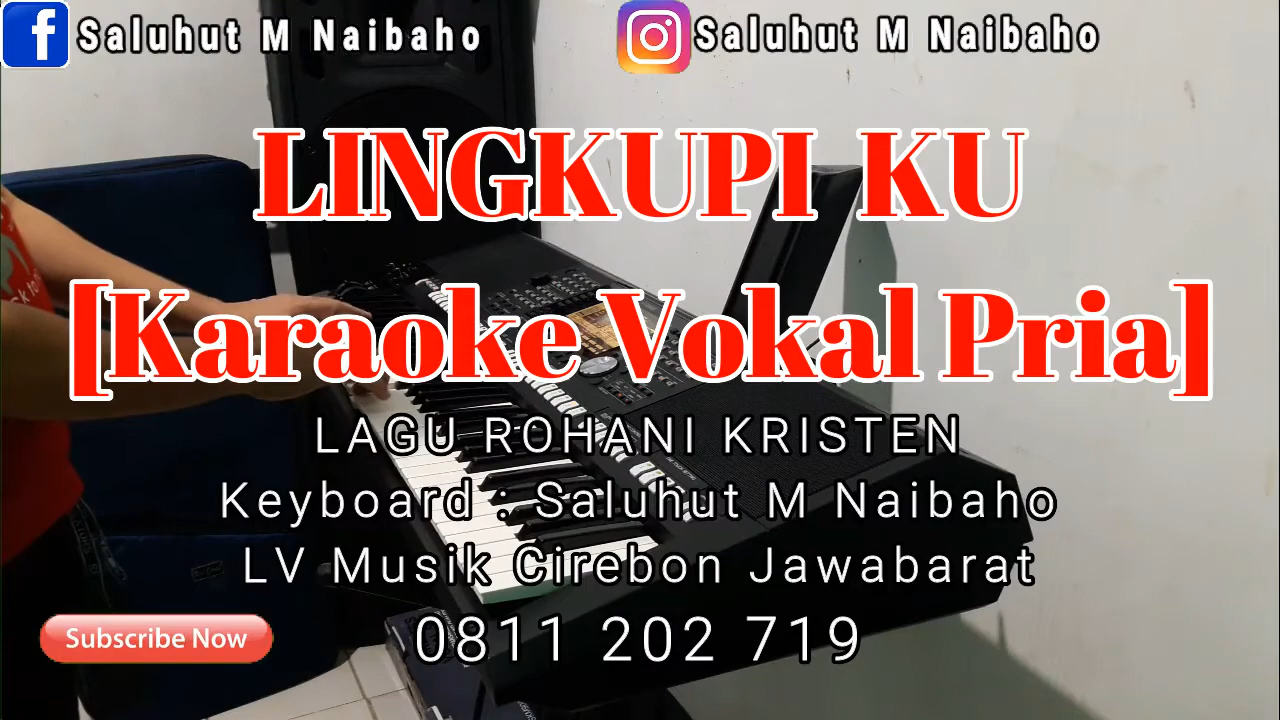 Saluhut M Naibaho
Saluhut M Naibaho
LINGKUPI KU
[Karaoke Vokal Pria]
LAGU ROHANI KRISTEN
Keyboard : Saluhut M Naibaho
LV Musik Cirebon Jawabarat
0811 202 719
Subscribe Now